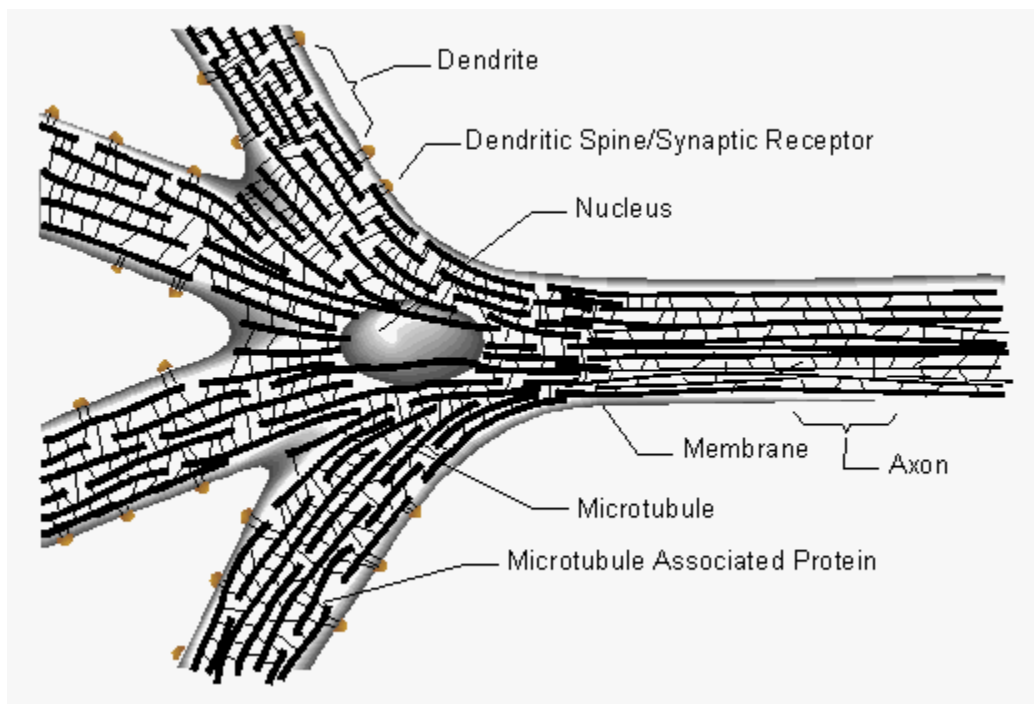 Dendrite
Dendritic Spine/Synaptic Receptor
Nucleus
Membrane
Axon
Microtubule
Microtubule Associated Protein